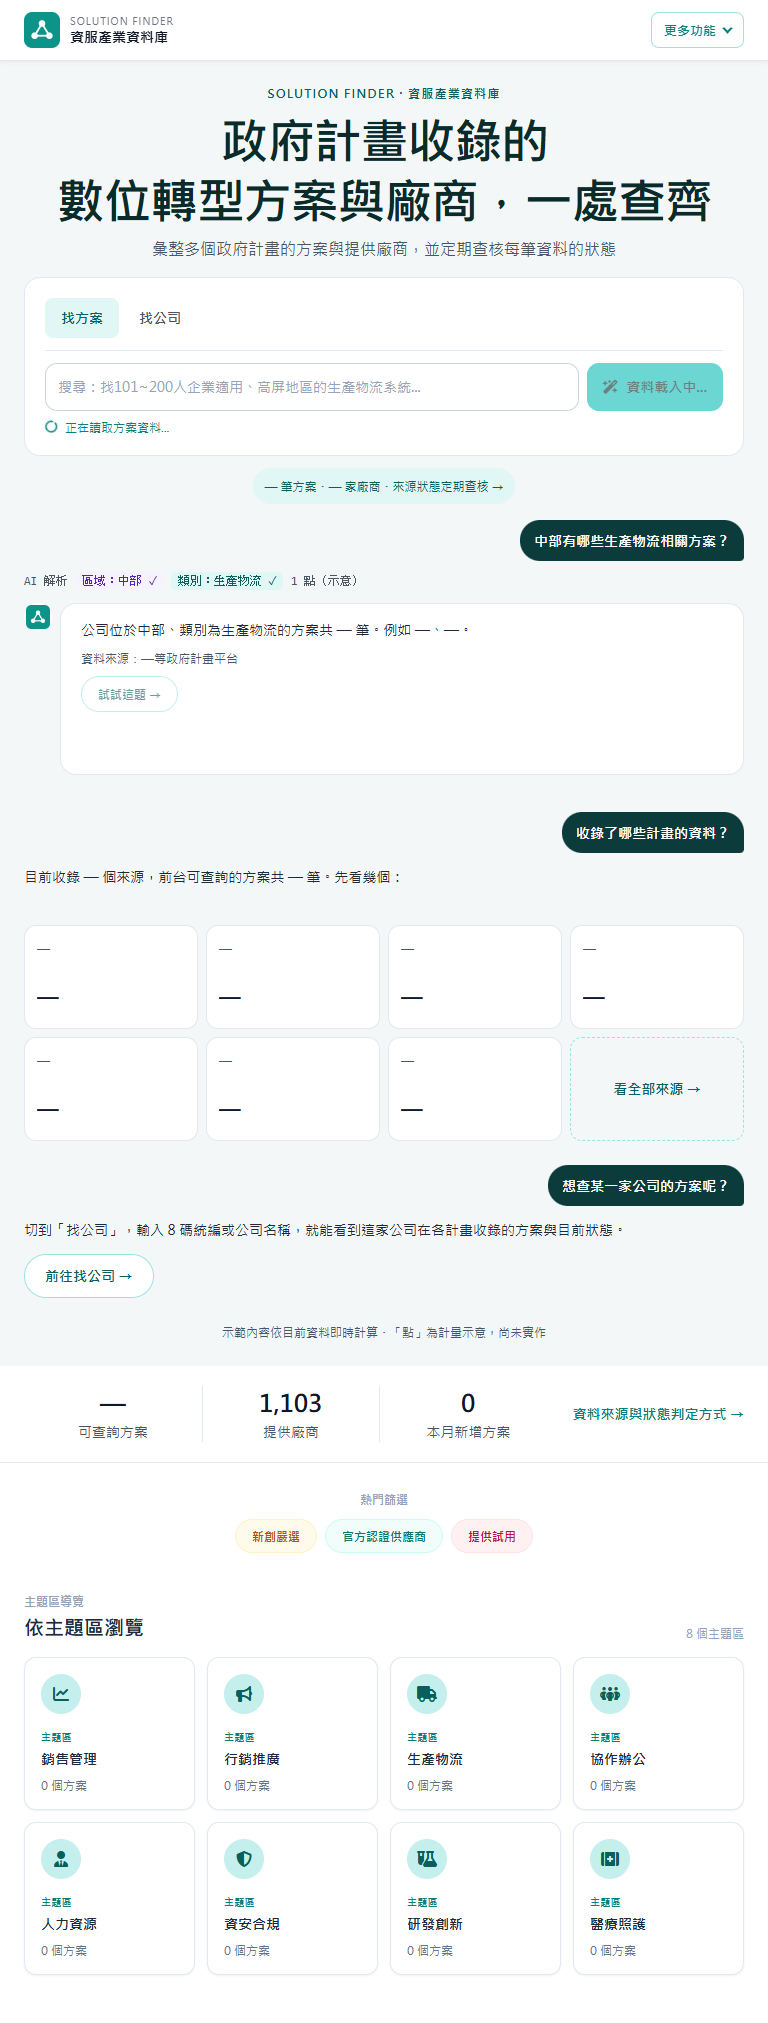 SOLUTION FINDER
資服產業資料庫
更多功能
SOLUTION FINDER · 資服產業資料庫
政府計畫收錄的
數位轉型方案與廠商，一處查齊
彙整多個政府計畫的方案與提供廠商，並定期查核每筆資料的狀態
找方案
找公司
搜尋：找101~200人企業適用、高屏地區的生產物流系統...
資料載入中...
正在讀取方案資料...
— 筆方案 · — 家廠商 · 來源狀態定期查核 →
中部有哪些生產物流相關方案？
AI 解析 區域：中部 ✓ 類別：生產物流 ✓ 1 點（示意）
公司位於中部、類別為生產物流的方案共 — 筆。例如 —、—。
資料來源：—等政府計畫平台
試試這題 →
收錄了哪些計畫的資料？
目前收錄 — 個來源，前台可查詢的方案共 — 筆。先看幾個：
— — — —
— — — —
— — —
— — —
看全部來源 →
想查某一家公司的方案呢？
切到「找公司」，輸入 8 碼統編或公司名稱，就能看到這家公司在各計畫收錄的方案與目前狀態。
前往找公司 →
示範內容依目前資料即時計算 · 「點」為計量示意，尚未實作
— 1,103 0
可查詢方案 提供廠商 本月新增方案
資料來源與狀態判定方式 →
熱門篩選
新創嚴選 官方認證供應商 提供試用
主題區導覽
依主題區瀏覽
8 個主題區
主題區 主題區 主題區 主題區
銷售管理 行銷推廣 生產物流 協作辦公
0 個方案 0 個方案 0 個方案 0 個方案
主題區 主題區 主題區 主題區
人力資源 資安合規 研發創新 醫療照護
0 個方案 0 個方案 0 個方案 0 個方案